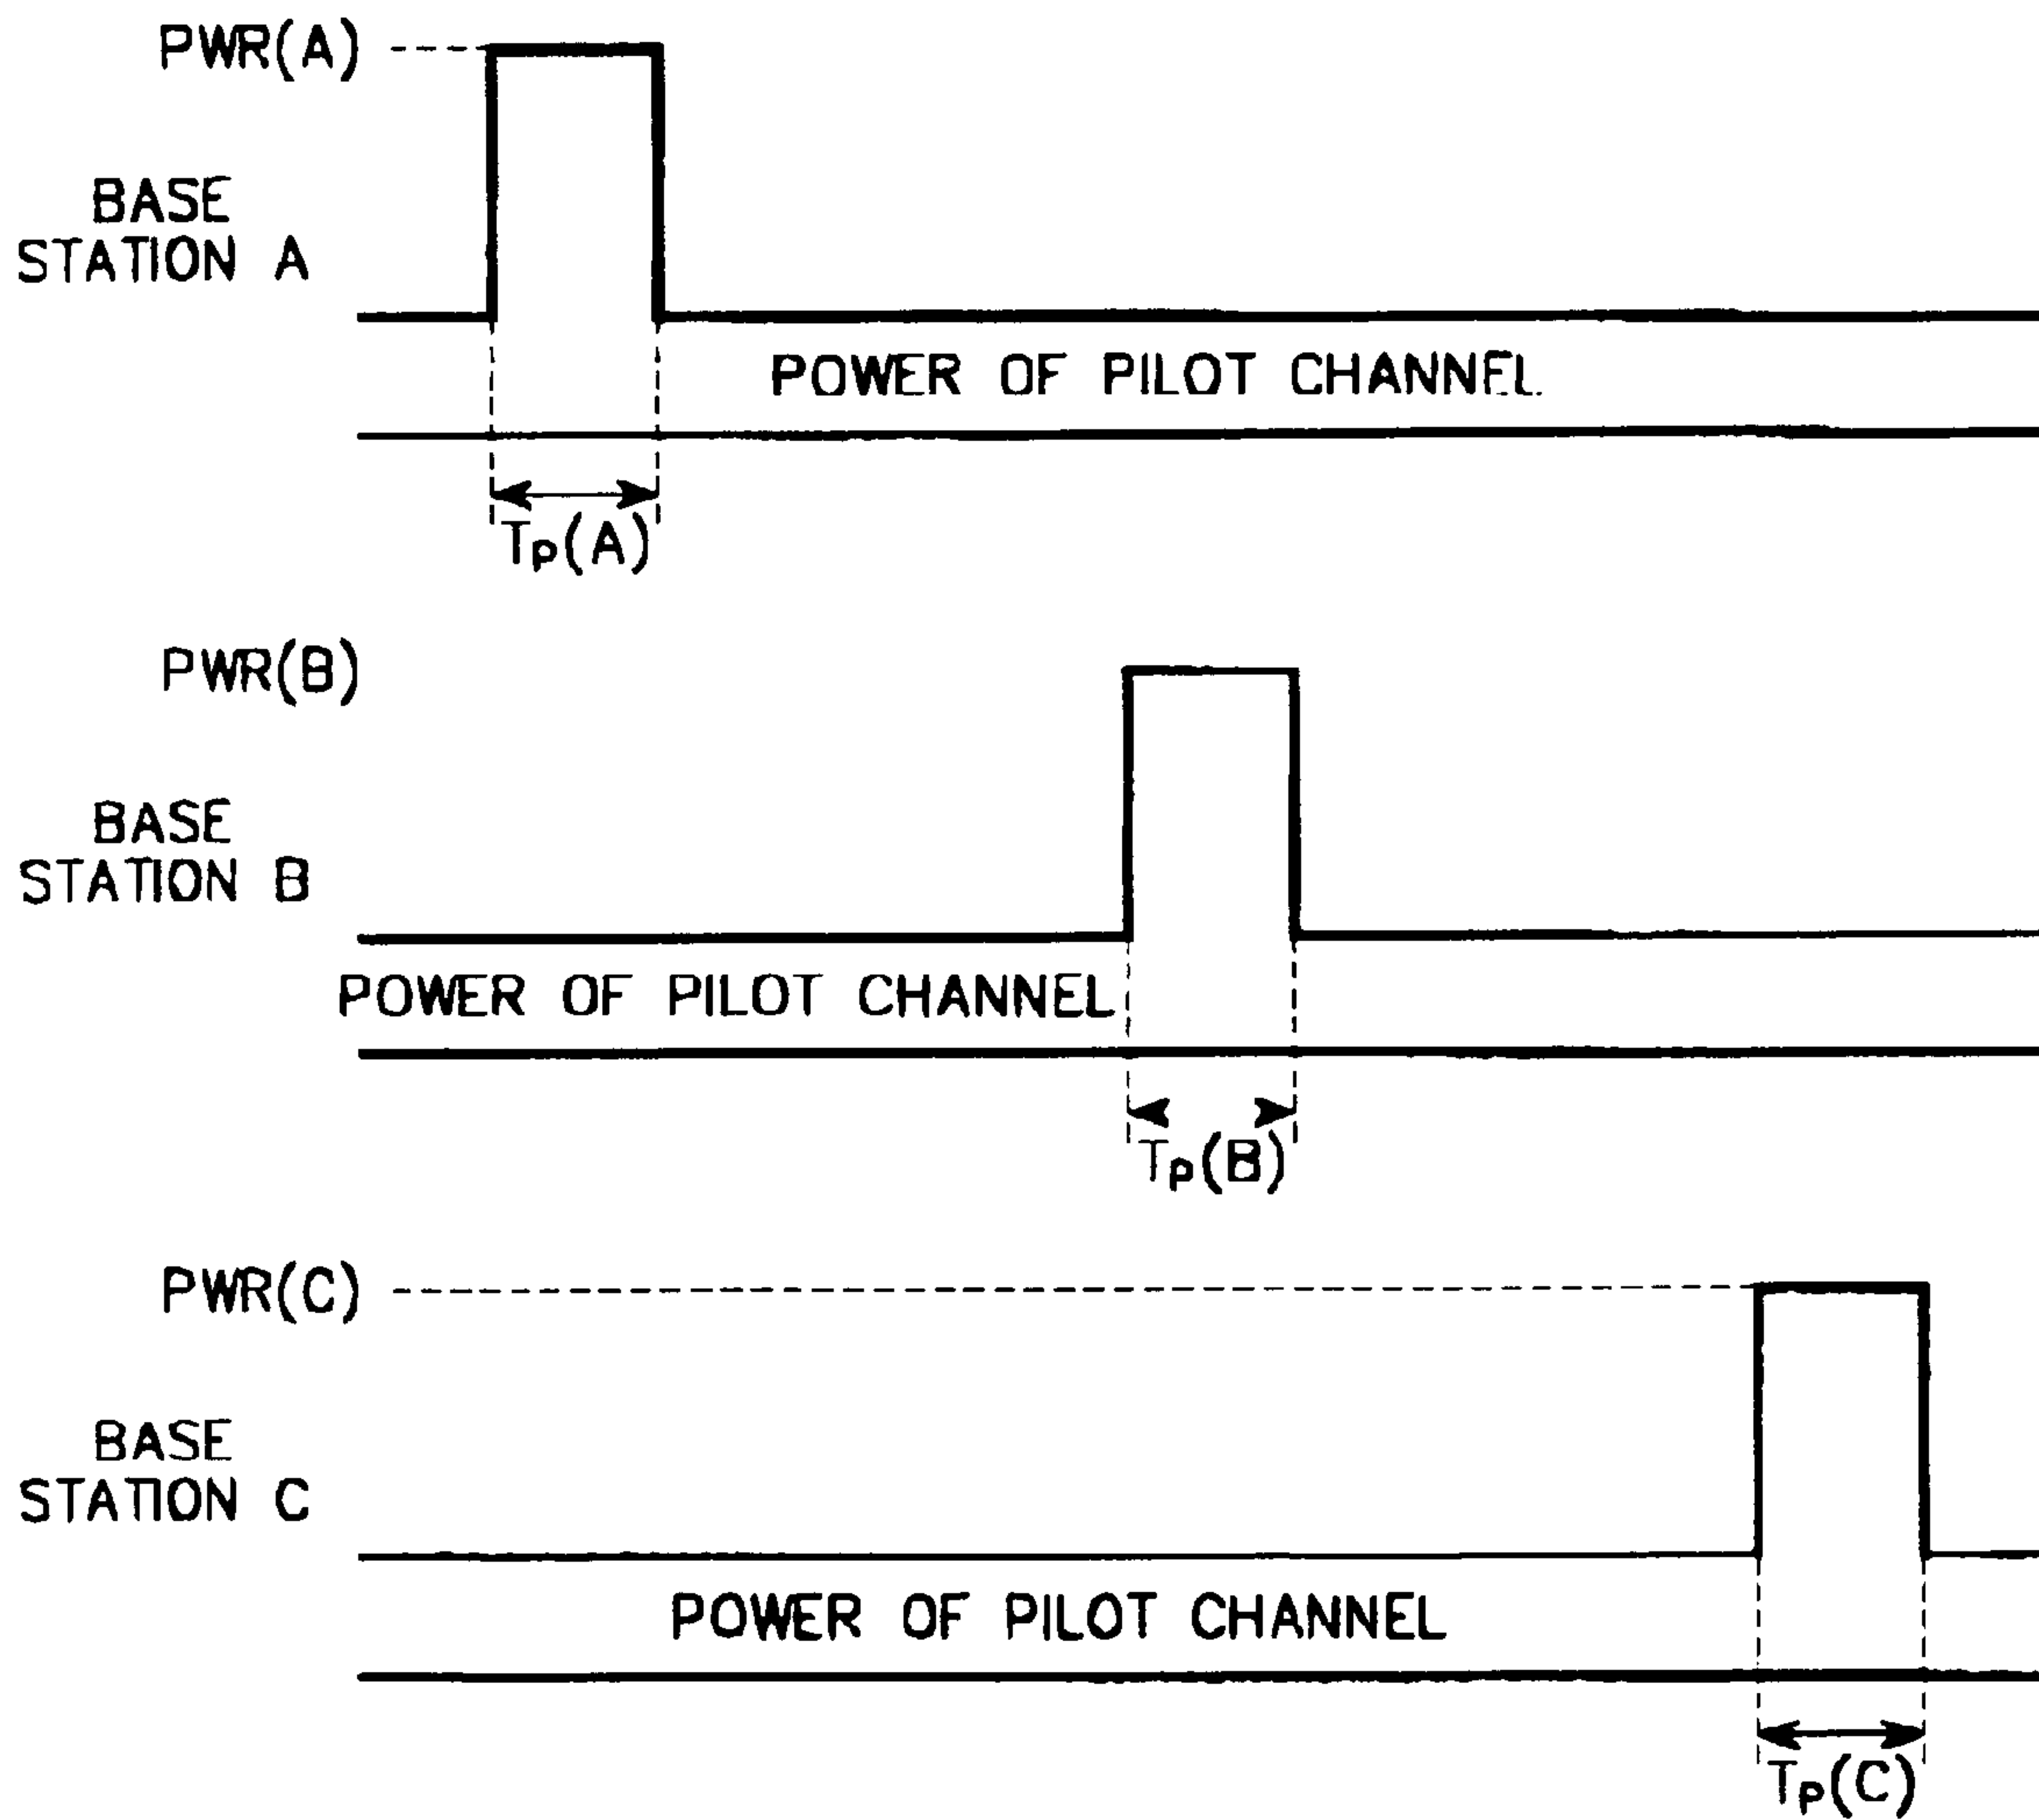 PWR(A)
BASE
STATION A
POWER OF PILOT CHANNEL
Tp(A)
PWR(B)
BASE
STATION B
POWER OF PILOT CHANNEL
Tp(B)
PWR(C)
BASE
STATION C
POWER OF PILOT CHANNEL
Tp(C)